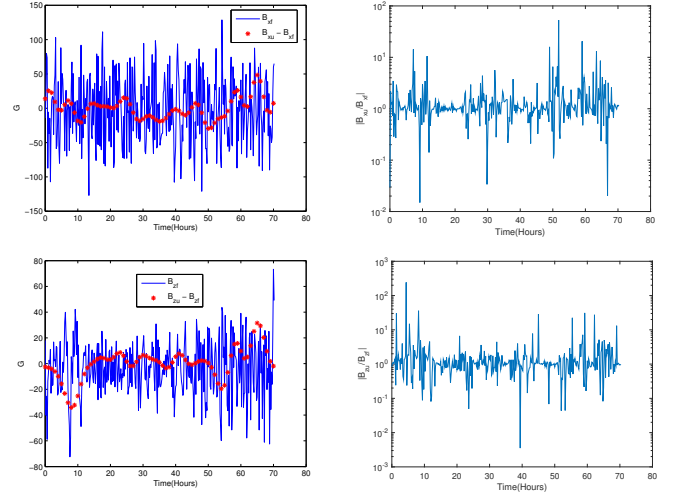 150
100
50
0
−50
−100
−150
G
B_xf
B_xu − B_xf
0 10 20 30 40 50 60 70 80
Time(Hours)
10^2
10^1
10^0
10^-1
10^-2
|B_xu/B_xf|
0 10 20 30 40 50 60 70 80
Time(Hours)
80
60
40
20
0
−20
−40
−60
−80
G
B_zf
B_zu − B_zf
0 10 20 30 40 50 60 70 80
Time(Hours)
10^3
10^2
10^1
10^0
10^-1
10^-2
10^-3
|B_zu/B_zf|
0 10 20 30 40 50 60 70 80
Time(Hours)